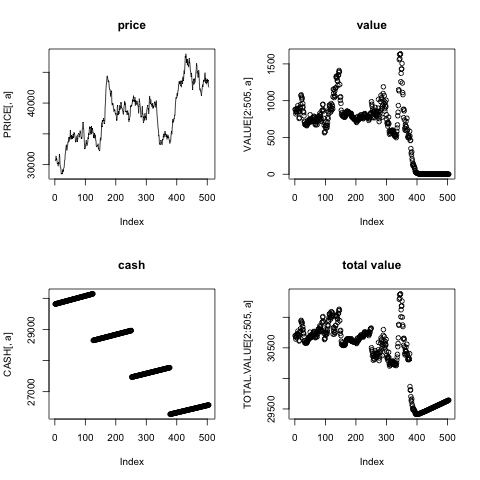 price
PRICE[, a]
30000 40000
0 100 200 300 400 500
Index
value
VALUE[2:505, a]
0 500 1000 1500
0 100 200 300 400 500
Index
cash
CASH[, a]
27000 29000
0 100 200 300 400 500
Index
total value
TOTAL.VALUE[2:505, a]
29500 30500
0 100 200 300 400 500
Index